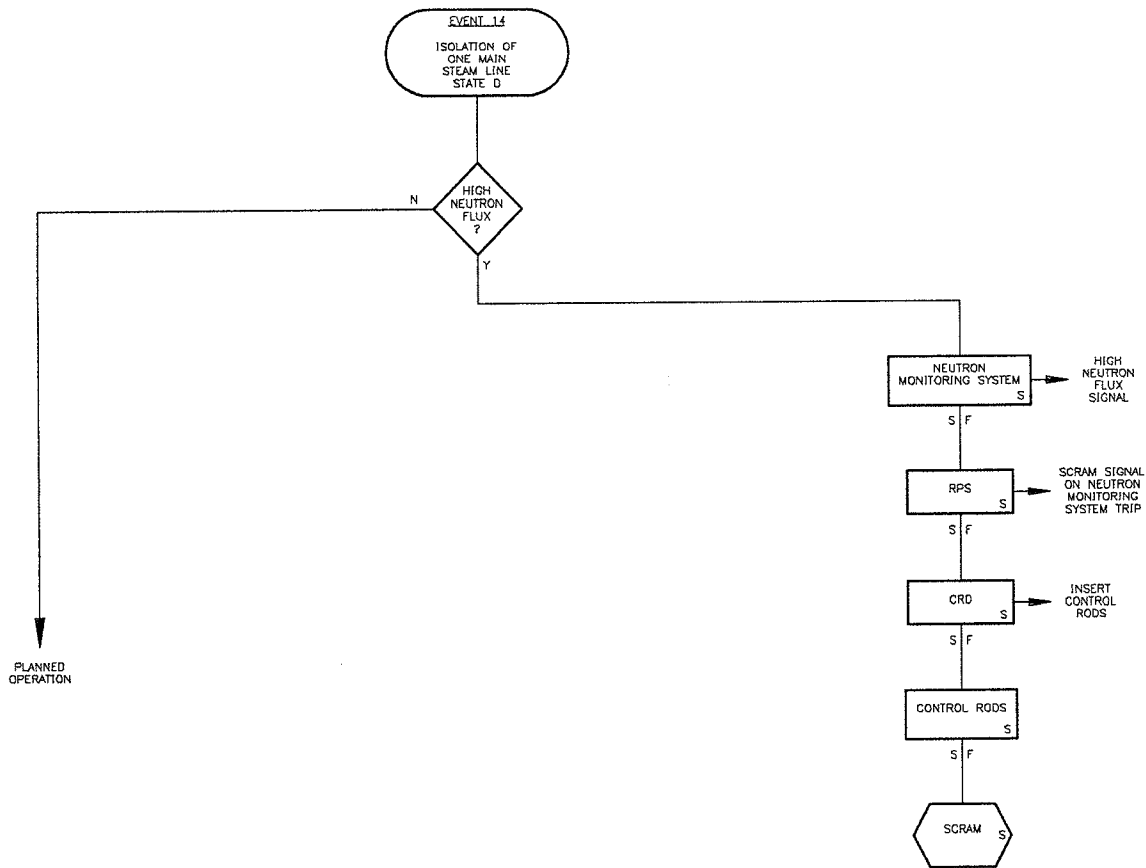 EVENT 14
ISOLATION OF
ONE MAIN
STEAM LINE
STATE D
HIGH
NEUTRON
FLUX
?
N
Y
NEUTRON
MONITORING SYSTEM
S
HIGH
NEUTRON
FLUX
SIGNAL
S F
RPS
S
SCRAM SIGNAL
ON NEUTRON
MONITORING
SYSTEM TRIP
S F
CRD
S
INSERT
CONTROL
RODS
S F
PLANNED
OPERATION
CONTROL RODS
S
S F
SCRAM S